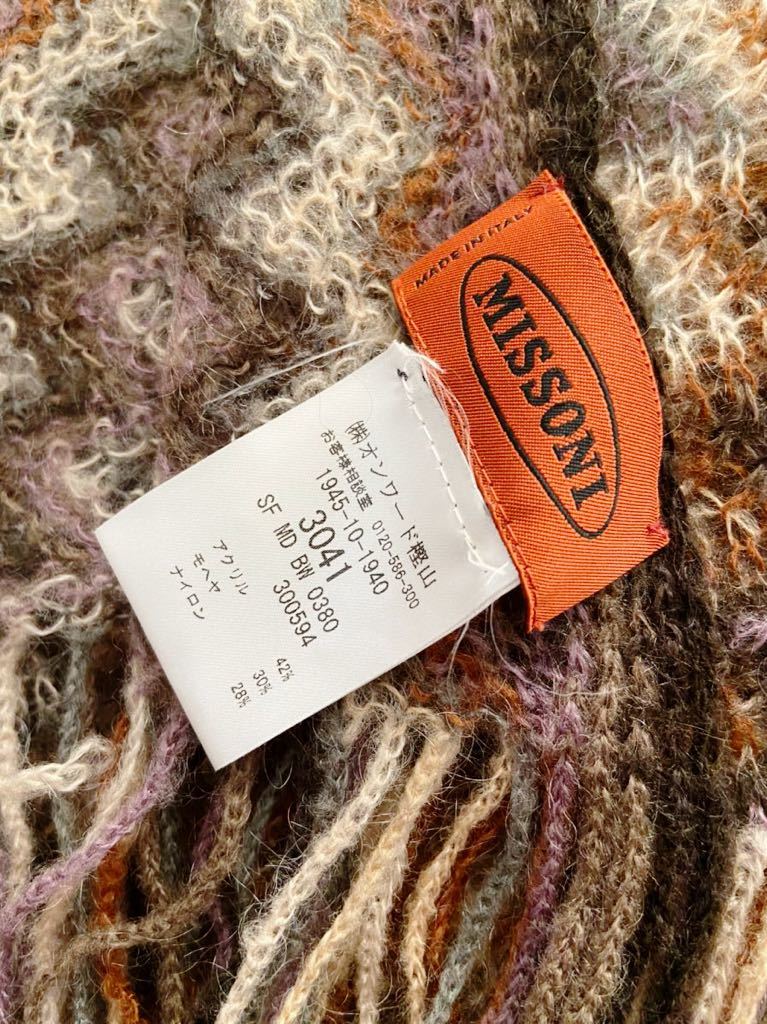 MADE IN ITALY
MISSONI
㈱オンワード樫山
お客様相談室 0120-586-300
1945-10-1940
3041
SF MD BW 0380
300594
アクリル 42%
モヘヤ 30%
ナイロン 28%